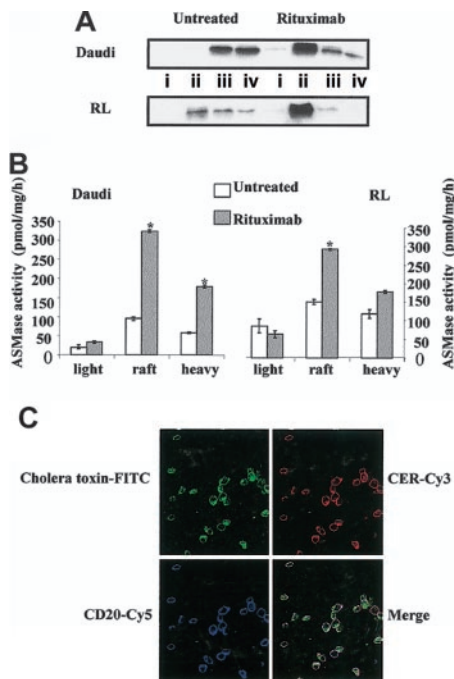 A
Untreated Rituximab
Daudi
i ii iii iv i ii iii iv
RL
B
Daudi Untreated RL
Rituximab
ASMase activity (pmol/mg/h)
350
300
250
200
150
100
50
0
* *
light raft heavy
*
light raft heavy
350
300
250
200
150
100
50
0
ASMase activity (pmol/mg/h)
C
Cholera toxin-FITC CER-Cy3
CD20-Cy5 Merge